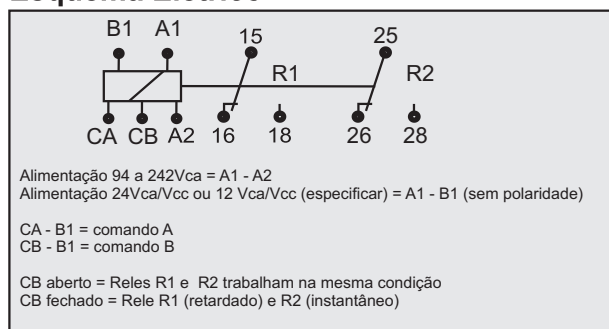 B1 A1 15 25
R1 R2
CA CB A2 16 18 26 28
Alimentação 94 a 242Vca = A1 - A2
Alimentação 24Vca/Vcc ou 12 Vca/Vcc (especificar) = A1 - B1 (sem polaridade)
CA - B1 = comando A
CB - B1 = comando B
CB aberto = Reles R1 e R2 trabalham na mesma condição
CB fechado = Rele R1 (retardado) e R2 (instantâneo)